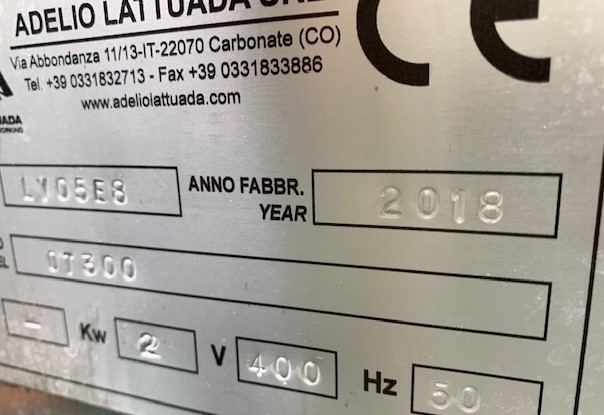 ADELIO LATTUADA
Via Abbondanza 11/13-IT-22070 Carbonate (CO)
Tel. +39 0331832713 - Fax +39 0331833886
www.adeliolattuada.com
CE
LV05E8 ANNO FABBR. 2018
YEAR
OT300
- Kw 2 V 400 Hz 50